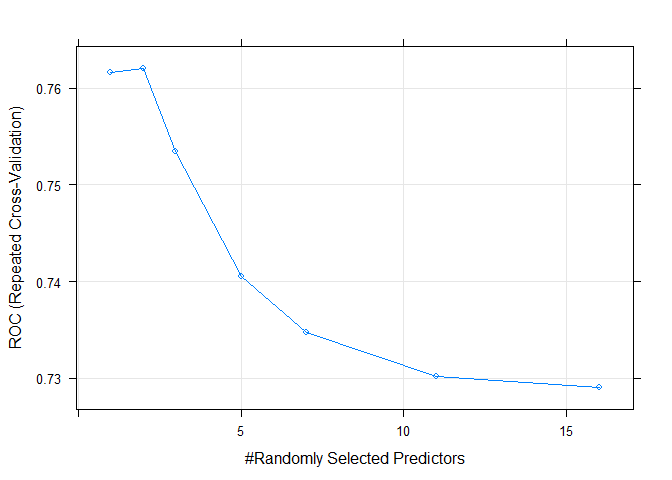 ROC (Repeated Cross-Validation)
0.76
0.75
0.74
0.73
5 10 15
#Randomly Selected Predictors